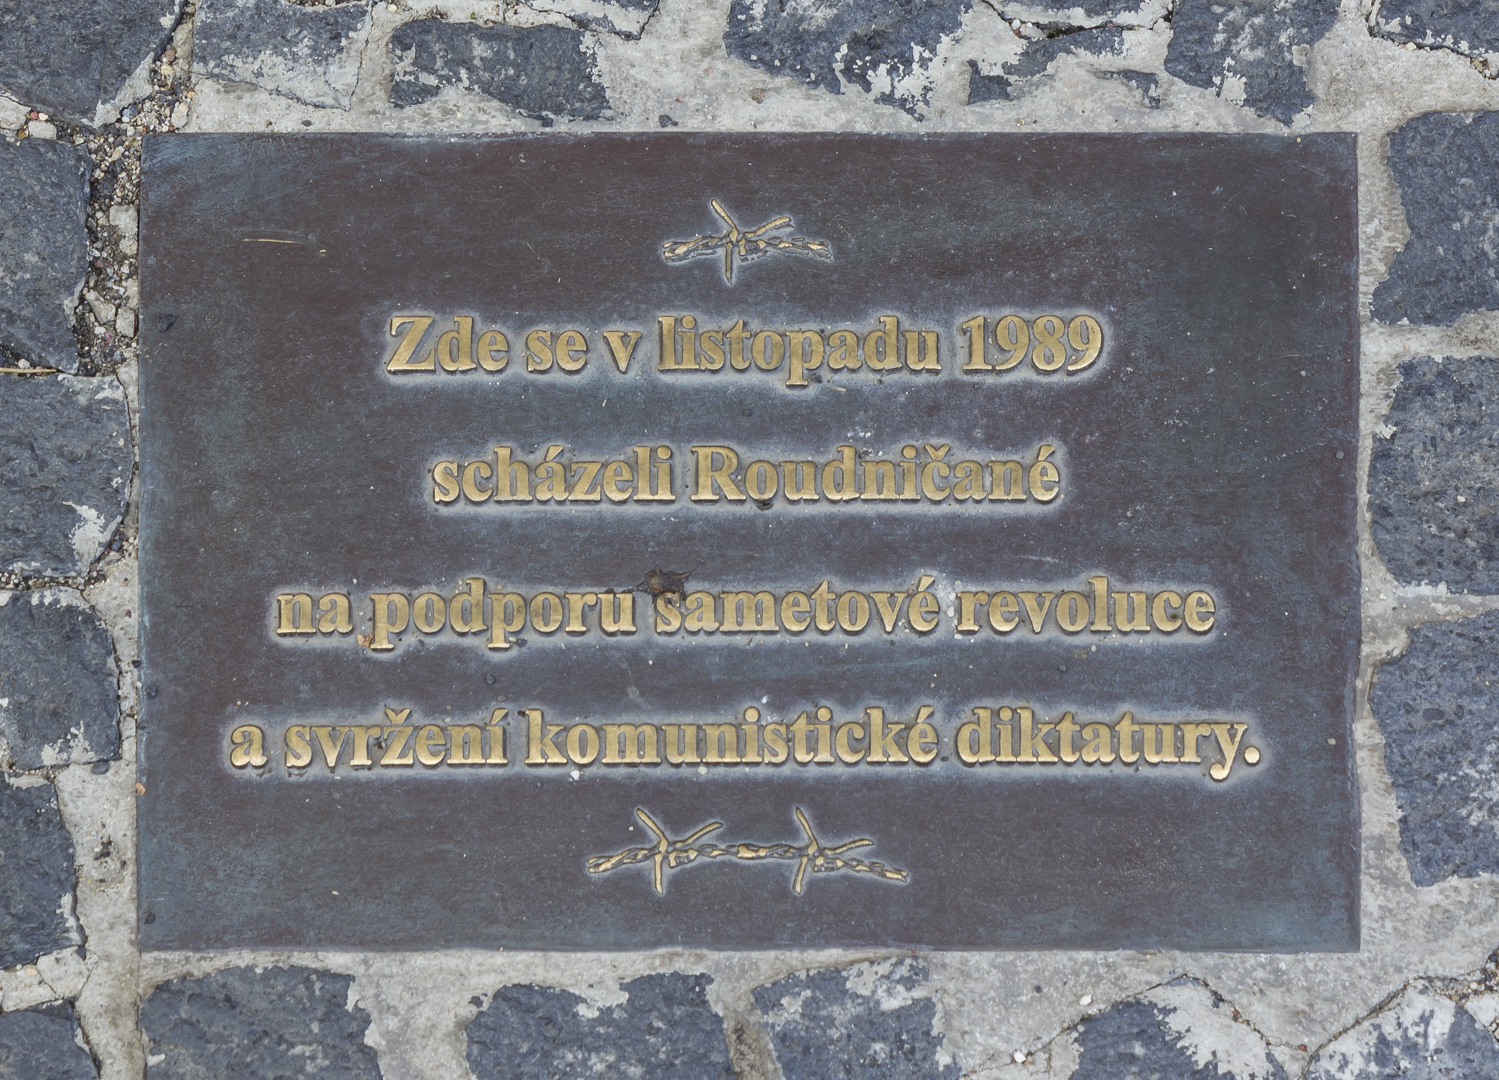 Zde se v listopadu 1989
scházeli Roudničané
na podporu sametové revoluce
a svržení komunistické diktatury.